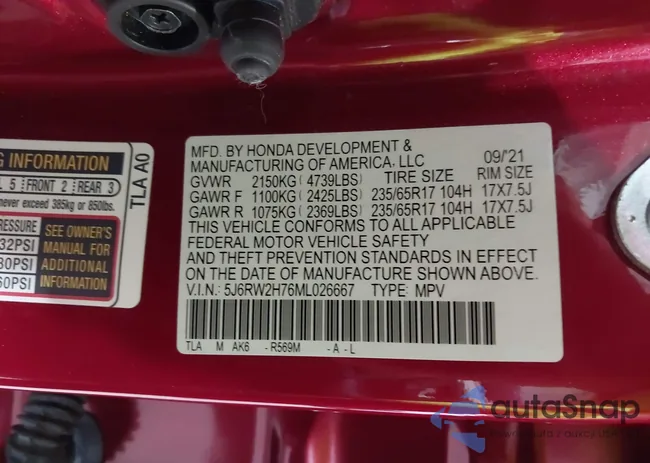 G INFORMATION
L 5 FRONT 2 REAR 3
never exceed 385kg or 850lbs.
PRESSURE
32PSI
30PSI
60PSI
SEE OWNER'S
MANUAL FOR
ADDITIONAL
INFORMATION
TLA A0
MFD. BY HONDA DEVELOPMENT &
MANUFACTURING OF AMERICA, LLC 09/'21
GVWR 2150KG ( 4739LBS) TIRE SIZE RIM SIZE
GAWR F 1100KG ( 2425LBS) 235/65R17 104H 17X7.5J
GAWR R 1075KG ( 2369LBS) 235/65R17 104H 17X7.5J
THIS VEHICLE CONFORMS TO ALL APPLICABLE
FEDERAL MOTOR VEHICLE SAFETY
AND THEFT PREVENTION STANDARDS IN EFFECT
ON THE DATE OF MANUFACTURE SHOWN ABOVE.
V.I.N.: 5J6RW2H76ML026667 TYPE: MPV
TLA M AK6 - R569M - A - L
autaSnap